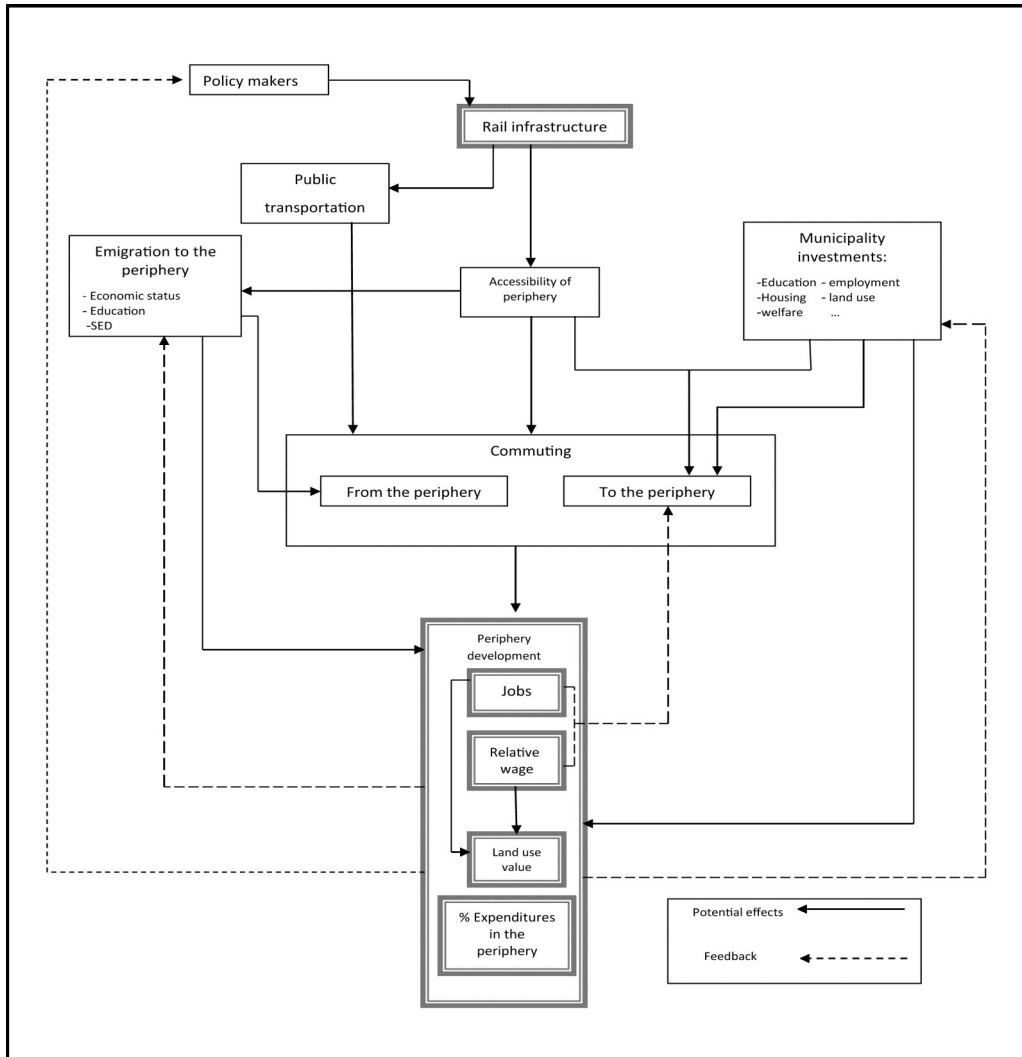 Policy makers
Rail infrastructure
Public
transportation
Emigration to the
periphery
- Economic status
- Education
-SED
Accessibility of
periphery
Municipality
investments:
-Education - employment
-Housing - land use
-welfare ...
Commuting
From the periphery
To the periphery
Periphery
development
Jobs
Relative
wage
Land use
value
% Expenditures
in the
periphery
Potential effects
Feedback